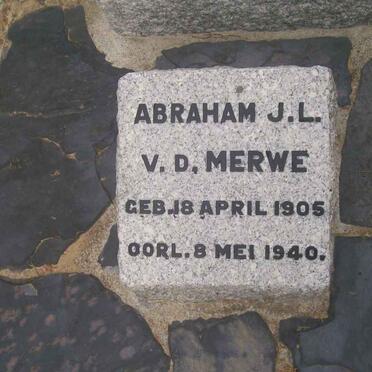 ABRAHAM J.L.
V. D. MERWE
GEB. 18 APRIL 1905
OORL. 8 MEI 1940.